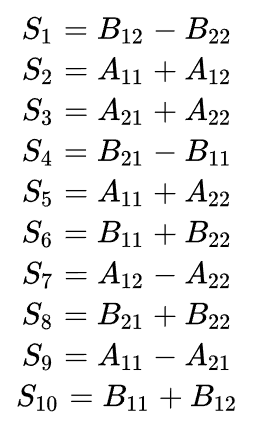 S₁ = B₁₂ − B₂₂
S₂ = A₁₁ + A₁₂
S₃ = A₂₁ + A₂₂
S₄ = B₂₁ − B₁₁
S₅ = A₁₁ + A₂₂
S₆ = B₁₁ + B₂₂
S₇ = A₁₂ − A₂₂
S₈ = B₂₁ + B₂₂
S₉ = A₁₁ − A₂₁
S₁₀ = B₁₁ + B₁₂